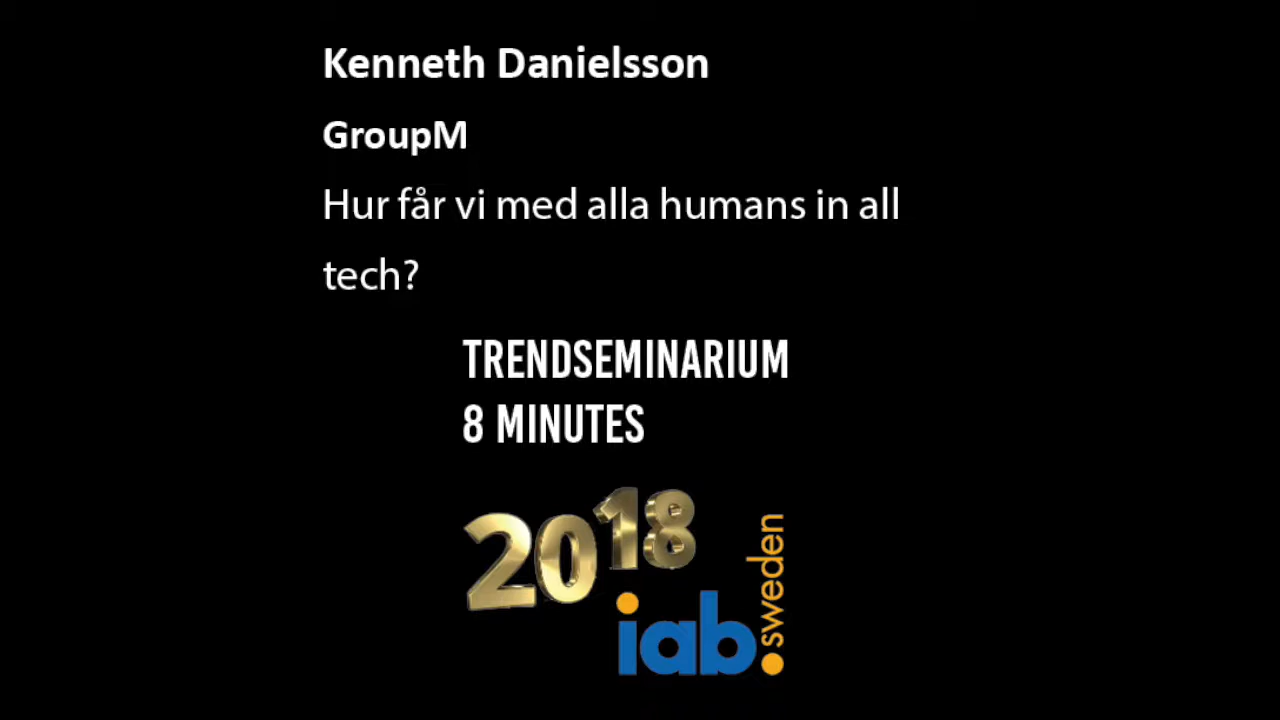 Kenneth Danielsson
GroupM
Hur får vi med alla humans in all
tech?
TRENDSEMINARIUM
8 MINUTES
2018
iab.sweden